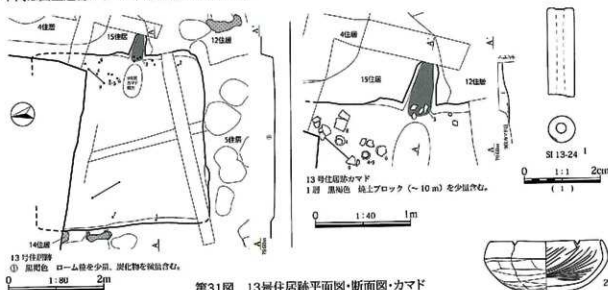 4住居
15住居
12住居
5住居
14住居
13号住居跡
① 黒褐色 ローム粒を少量、炭化物を微量含む。
0 1:80 2m
4住居
15住居
12住居
13号住居跡カマド
1層 黒褐色 焼土ブロック(~10m)を少量含む。
0 1:40 1m
SI 13-24 1
0 1:1 2cm
(1)
2
第31図 13号住居跡平面図・断面図・カマド